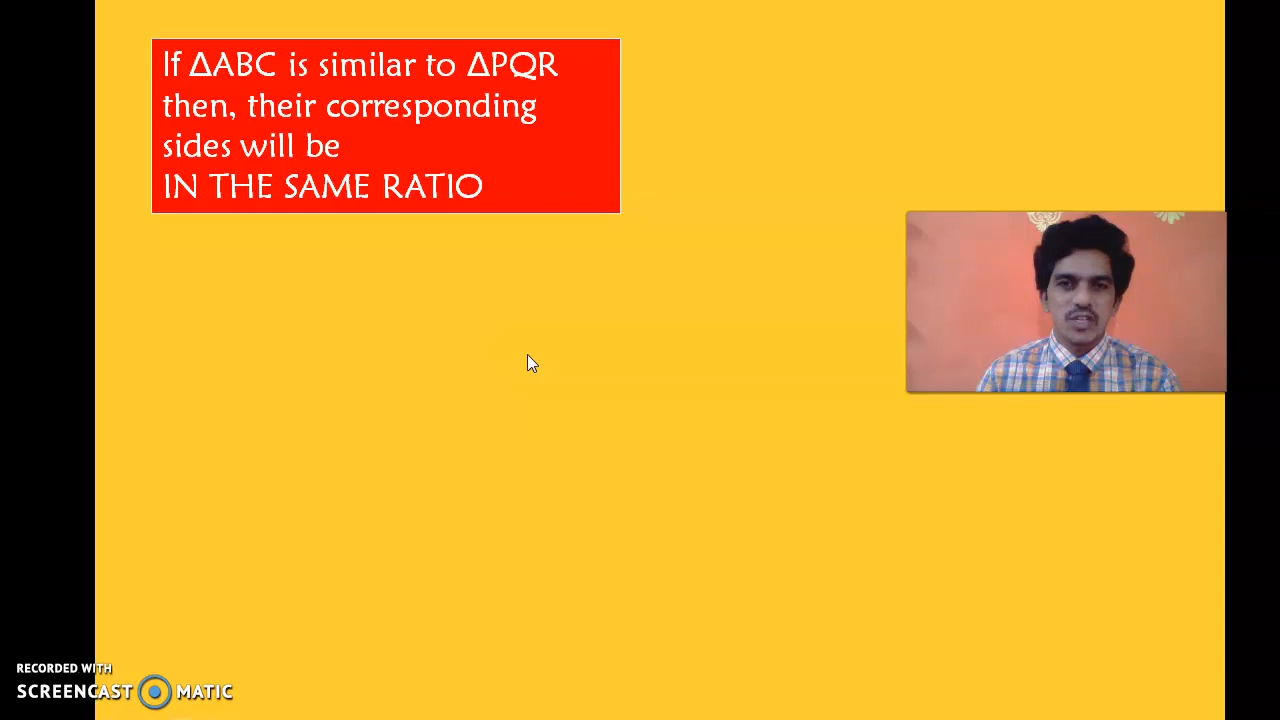 If ΔABC is similar to ΔPQR
then, their corresponding
sides will be
IN THE SAME RATIO
RECORDED WITH
SCREENCAST MATIC